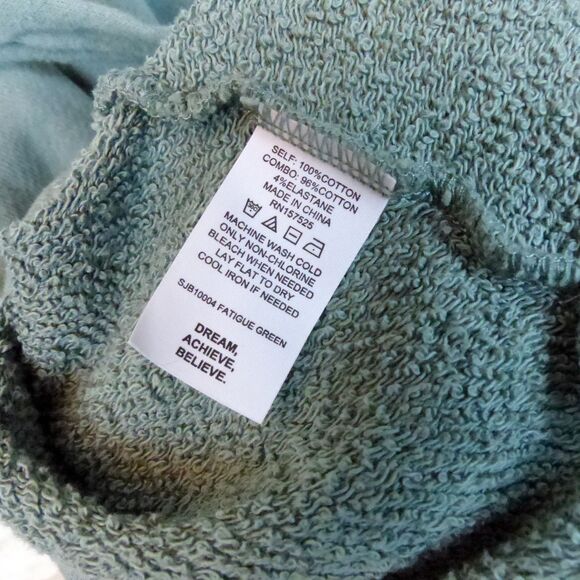 SELF: 100%COTTON
COMBO: 96%COTTON
4%ELASTANE
MADE IN CHINA
RN157525
MACHINE WASH COLD
ONLY NON-CHLORINE
BLEACH WHEN NEEDED
LAY FLAT TO DRY
COOL IRON IF NEEDED
SJB10004 FATIGUE GREEN
DREAM,
ACHIEVE,
BELIEVE.